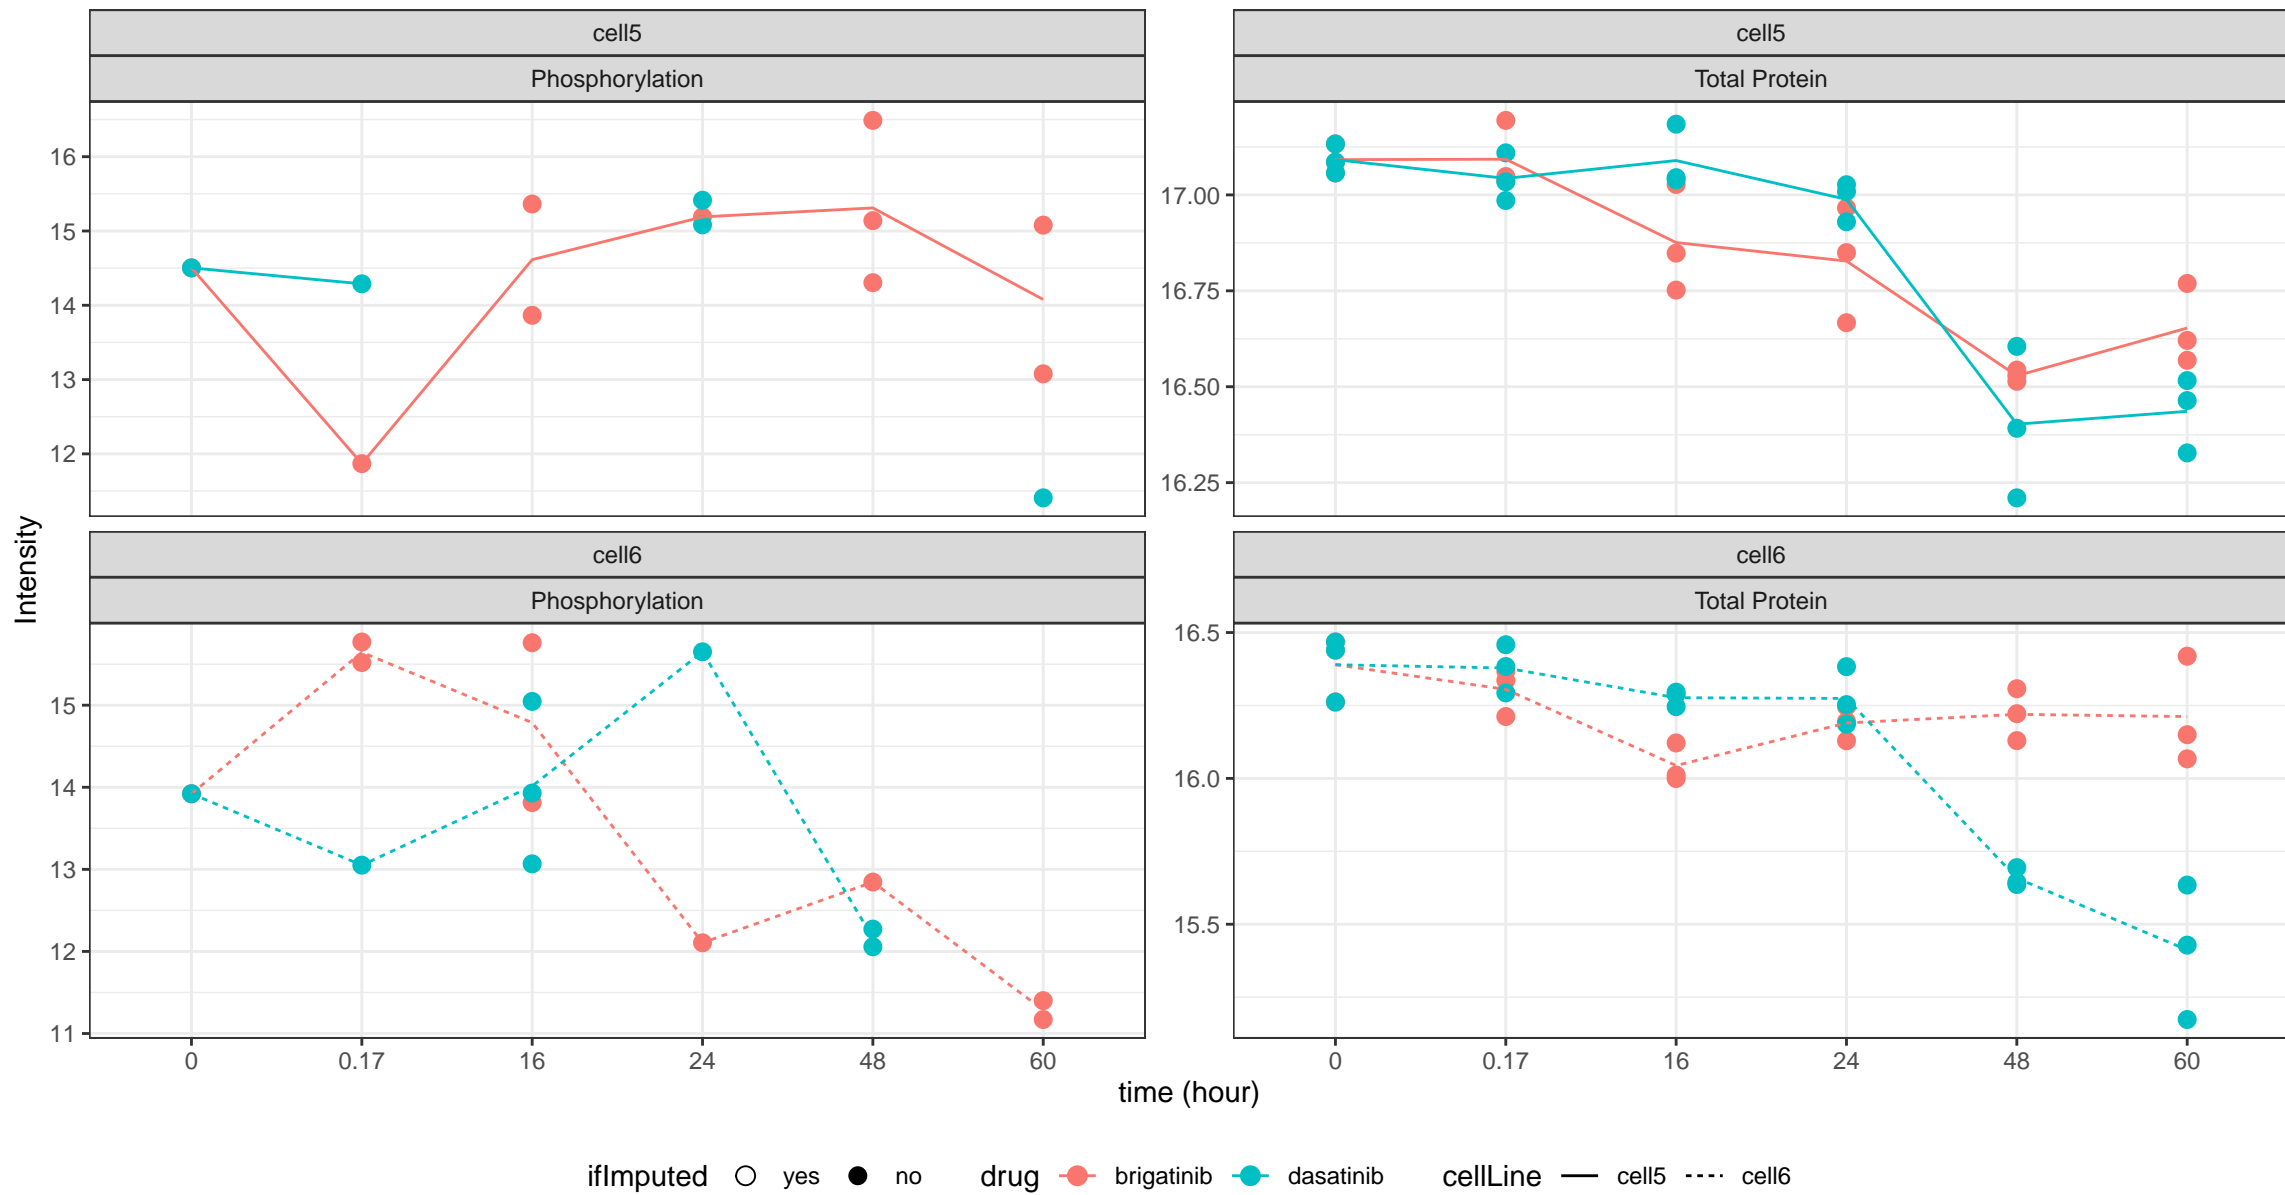 cell5
Phosphorylation
cell5
Total Protein
16
15
14
13
12
17.00
16.75
16.50
16.25
Intensity
cell6
Phosphorylation
cell6
Total Protein
15
14
13
12
11
16.5
16.0
15.5
0 0.17 16 24 48 60
0 0.17 16 24 48 60
time (hour)
ifImputed yes no drug brigatinib dasatinib cellLine cell5 cell6